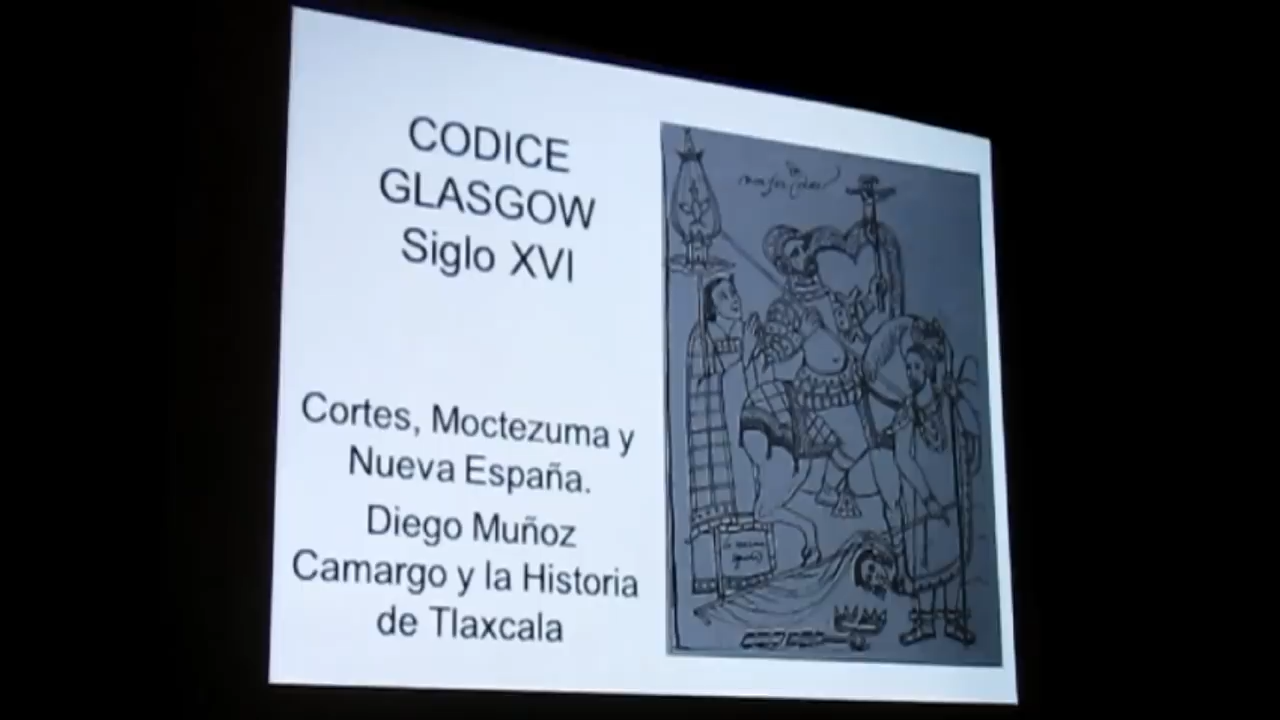 CODICE
GLASGOW
Siglo XVI
Cortes, Moctezuma y
Nueva España.
Diego Muñoz
Camargo y la Historia
de Tlaxcala